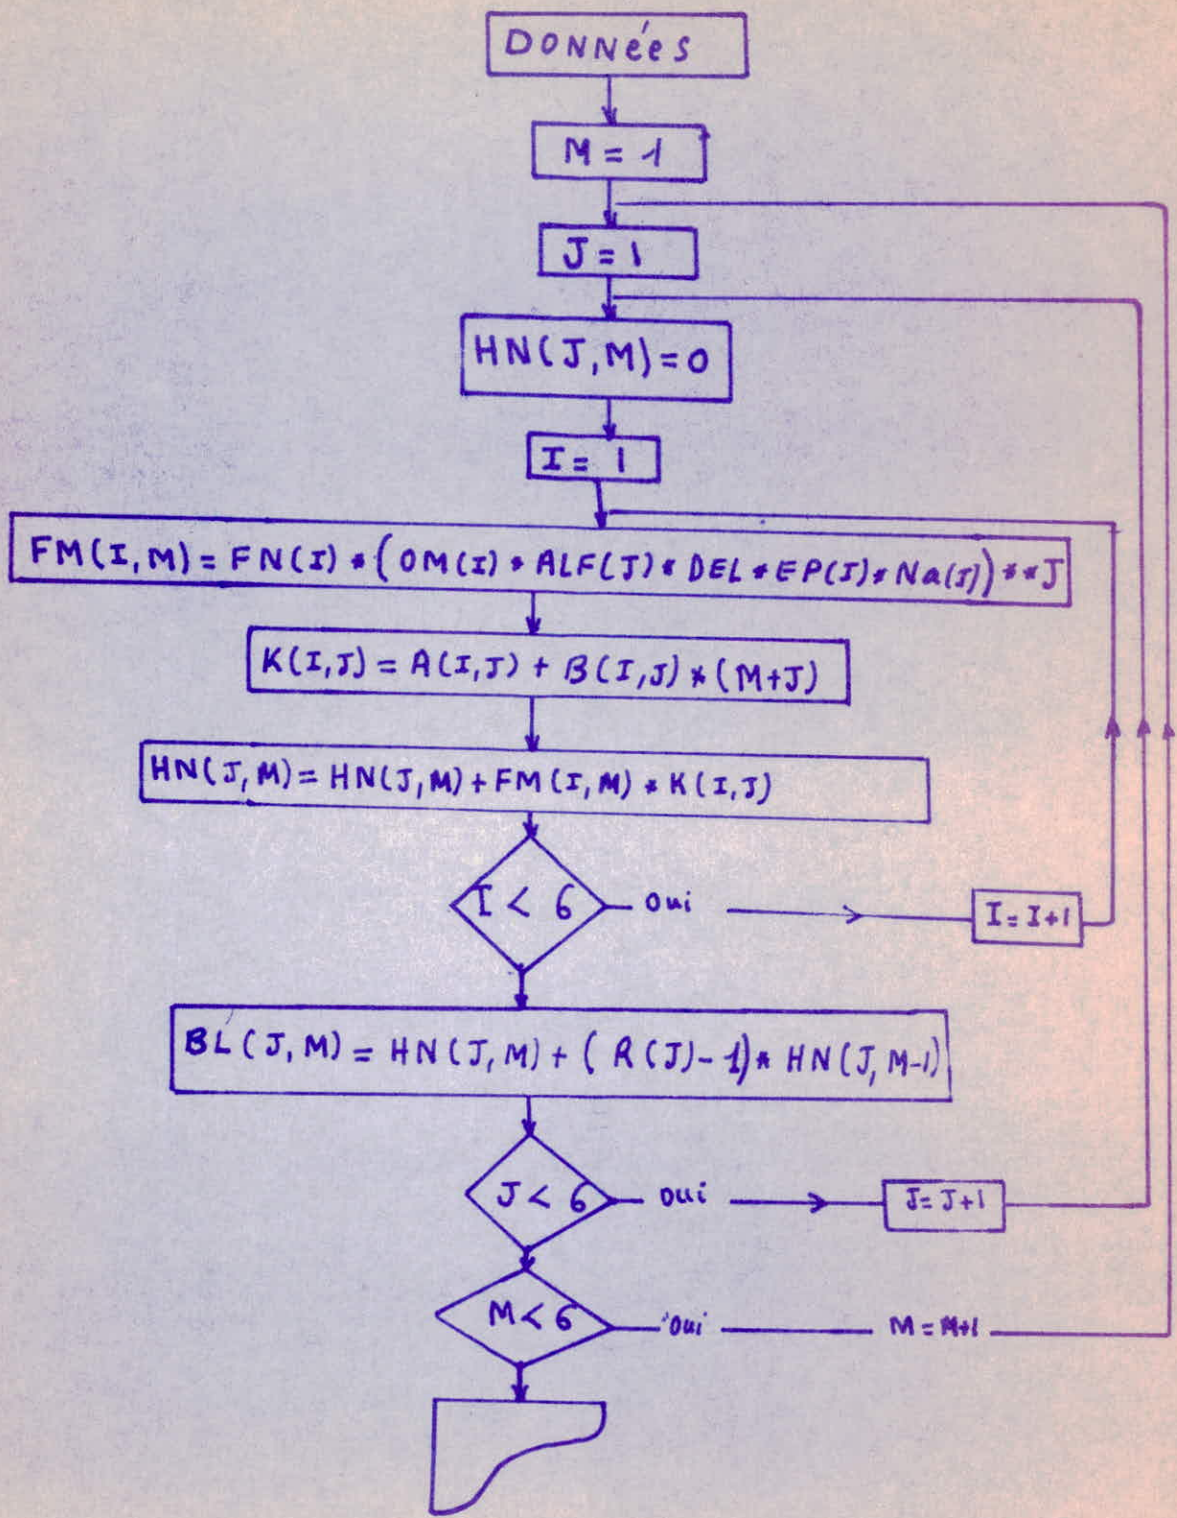 DONNéeS
M = 1
J = 1
HN(J,M)=0
I = 1
FM(I,M) = FN(I) * (OM(I) * ALF(J) * DEL * EP(I) * Na(I)) ** J
K(I,J) = A(I,J) + B(I,J) * (M+J)
HN(J,M) = HN(J,M) + FM(I,M) * K(I,J)
I < 6 oui I = I+1
BL(J,M) = HN(J,M) + (R(J)-1) * HN(J,M-1)
J < 6 oui J = J+1
M < 6 oui M = M+1